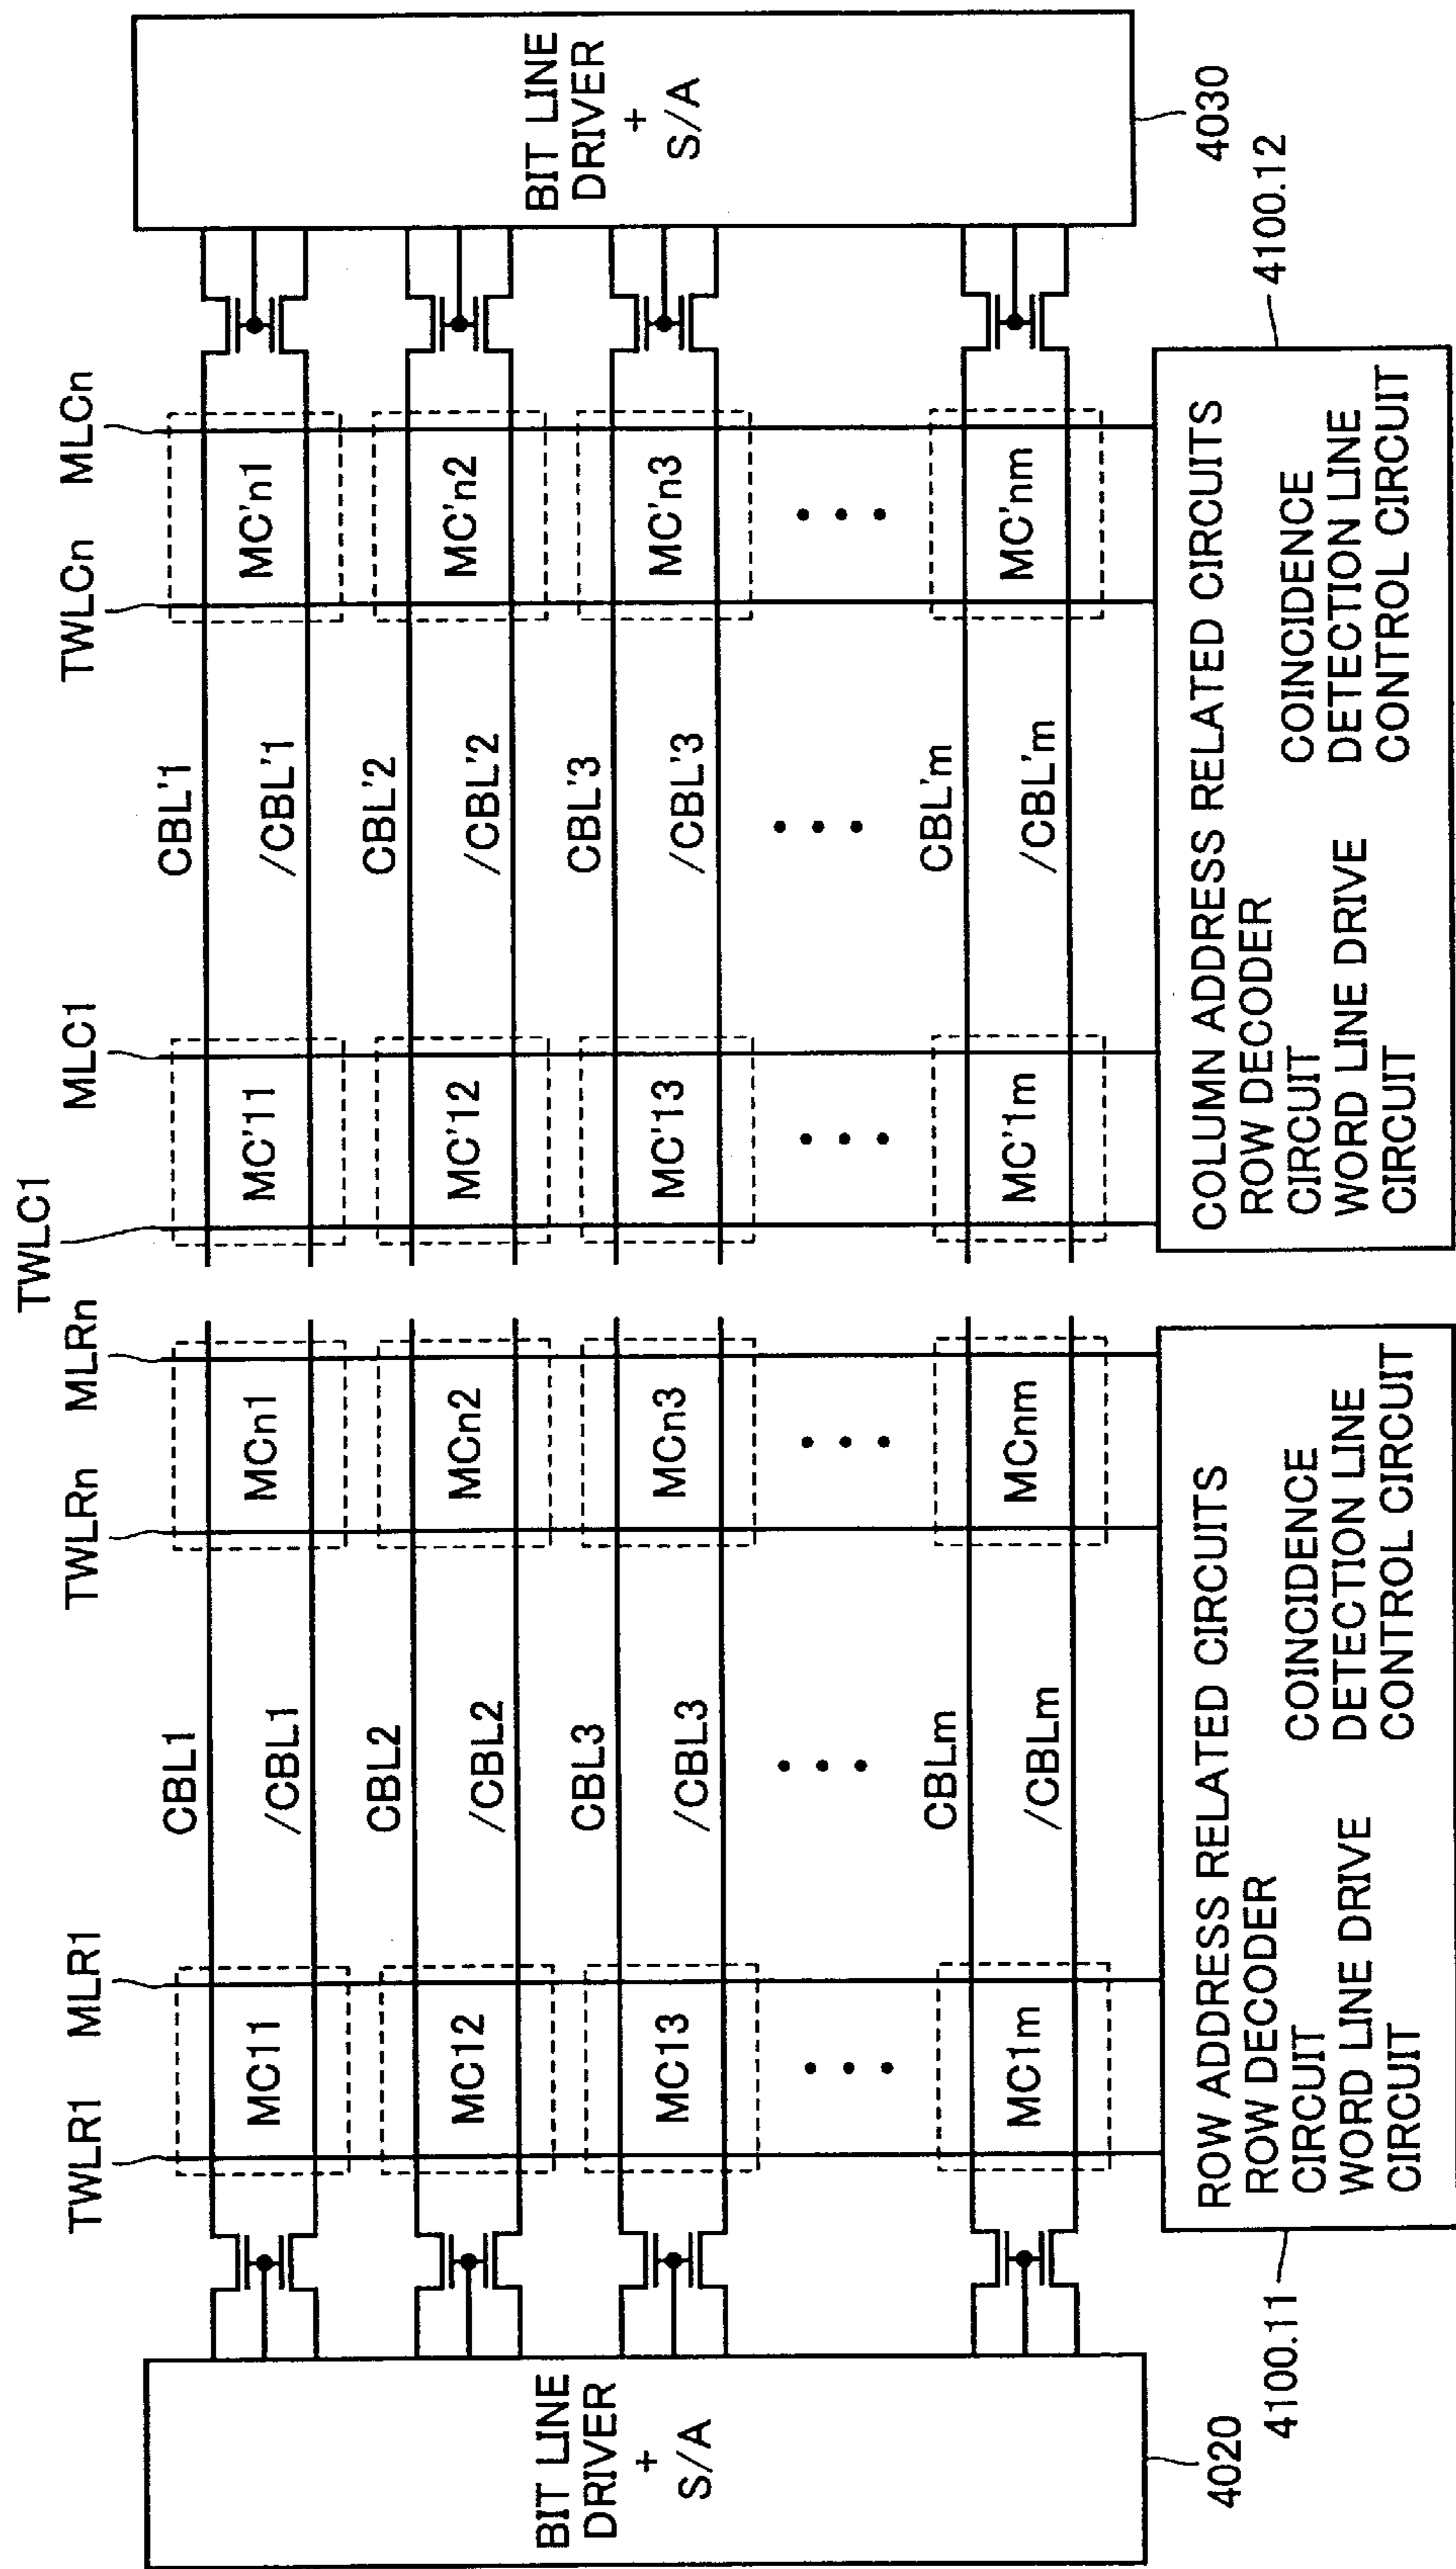 TWLR1
MLR1
TWLRn
MLRn
TWLC1
MLC1
TWLCn
MLCn
BIT LINE
DRIVER
+
S/A
4020
MC11
CBL1
/CBL1
MCn1
MC'11
CBL'1
/CBL'1
MC'n1
MC12
CBL2
/CBL2
MCn2
MC'12
CBL'2
/CBL'2
MC'n2
MC13
CBL3
/CBL3
MCn3
MC'13
CBL'3
/CBL'3
MC'n3
MC1m
CBLm
/CBLm
MCnm
MC'1m
CBL'm
/CBL'm
MC'nm
BIT LINE
DRIVER
+
S/A
4030
4100.11
ROW ADDRESS RELATED CIRCUITS
ROW DECODER
CIRCUIT
WORD LINE DRIVE
CIRCUIT
COINCIDENCE
DETECTION LINE
CONTROL CIRCUIT
COLUMN ADDRESS RELATED CIRCUITS
ROW DECODER
CIRCUIT
WORD LINE DRIVE
CIRCUIT
COINCIDENCE
DETECTION LINE
CONTROL CIRCUIT
4100.12